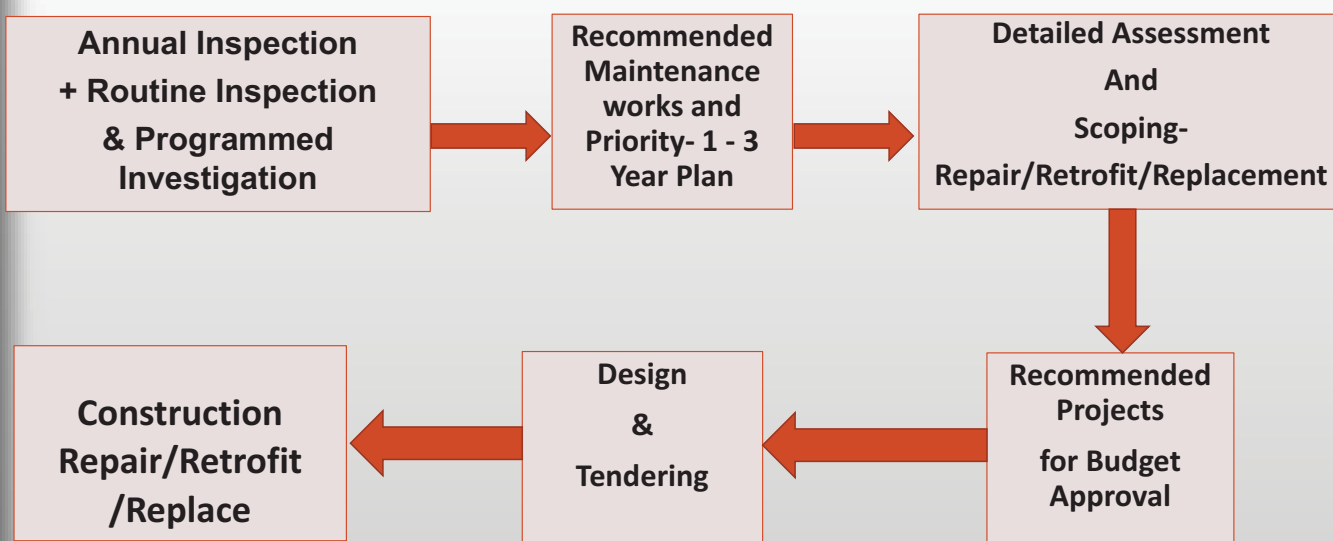 Annual Inspection
+ Routine Inspection
& Programmed
Investigation
Recommended
Maintenance
works and
Priority- 1 - 3
Year Plan
Detailed Assessment
And
Scoping-
Repair/Retrofit/Replacement
Recommended
Projects
for Budget
Approval
Design
&
Tendering
Construction
Repair/Retrofit
/Replace